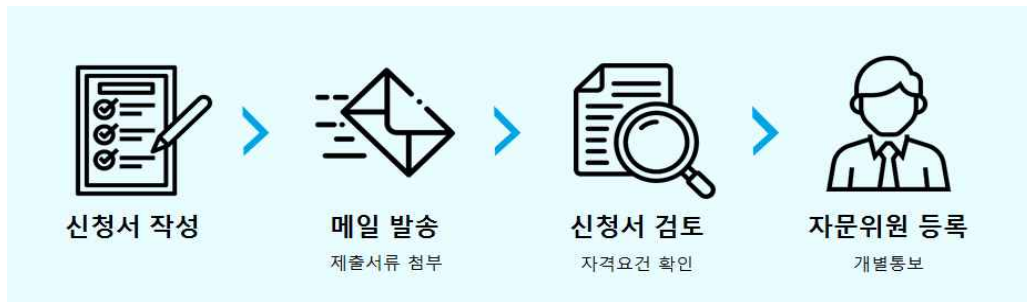 신청서 작성
메일 발송
신청서 검토
자문위원 등록
제출서류 첨부
자격요건 확인
개별통보